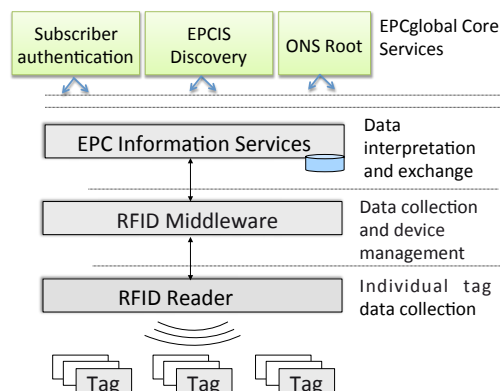 Subscriber
authentication
EPCIS
Discovery
ONS Root
EPCglobal Core
Services
EPC Information Services
Data
interpretation
and exchange
RFID Middleware
Data collection
and device
management
RFID Reader
Individual tag
data collection
Tag
Tag
Tag